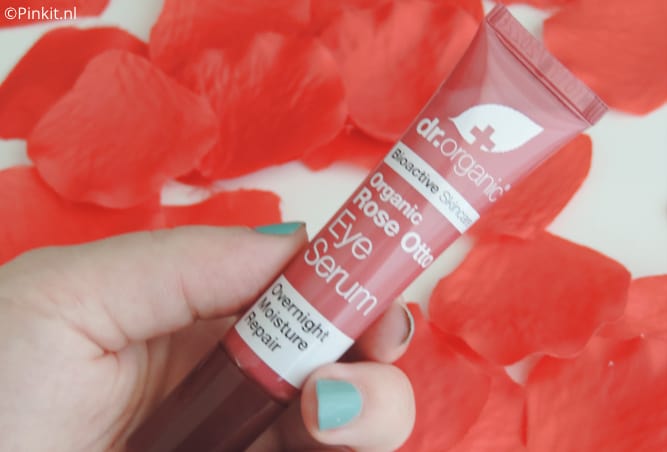 ©Pinkit.nl
dr.organic®
Bioactive Skincare
Organic
Rose Otto
Eye
Serum
Overnight
Moisture
Repair